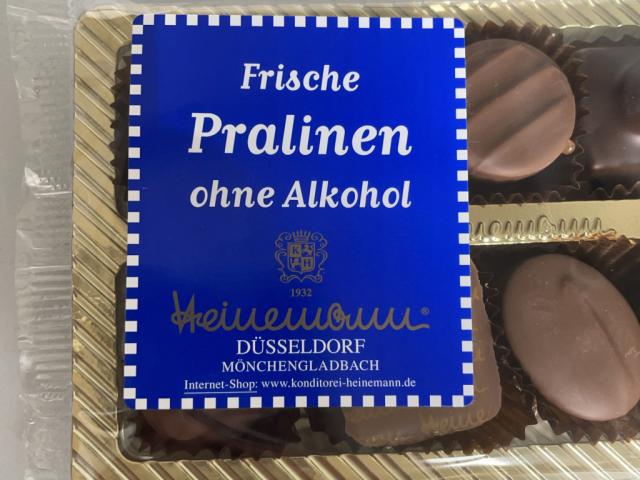 Frische
Pralinen
ohne Alkohol
1932
Heinemann®
DÜSSELDORF
MÖNCHENGLADBACH
Internet-Shop: www.konditorei-heinemann.de